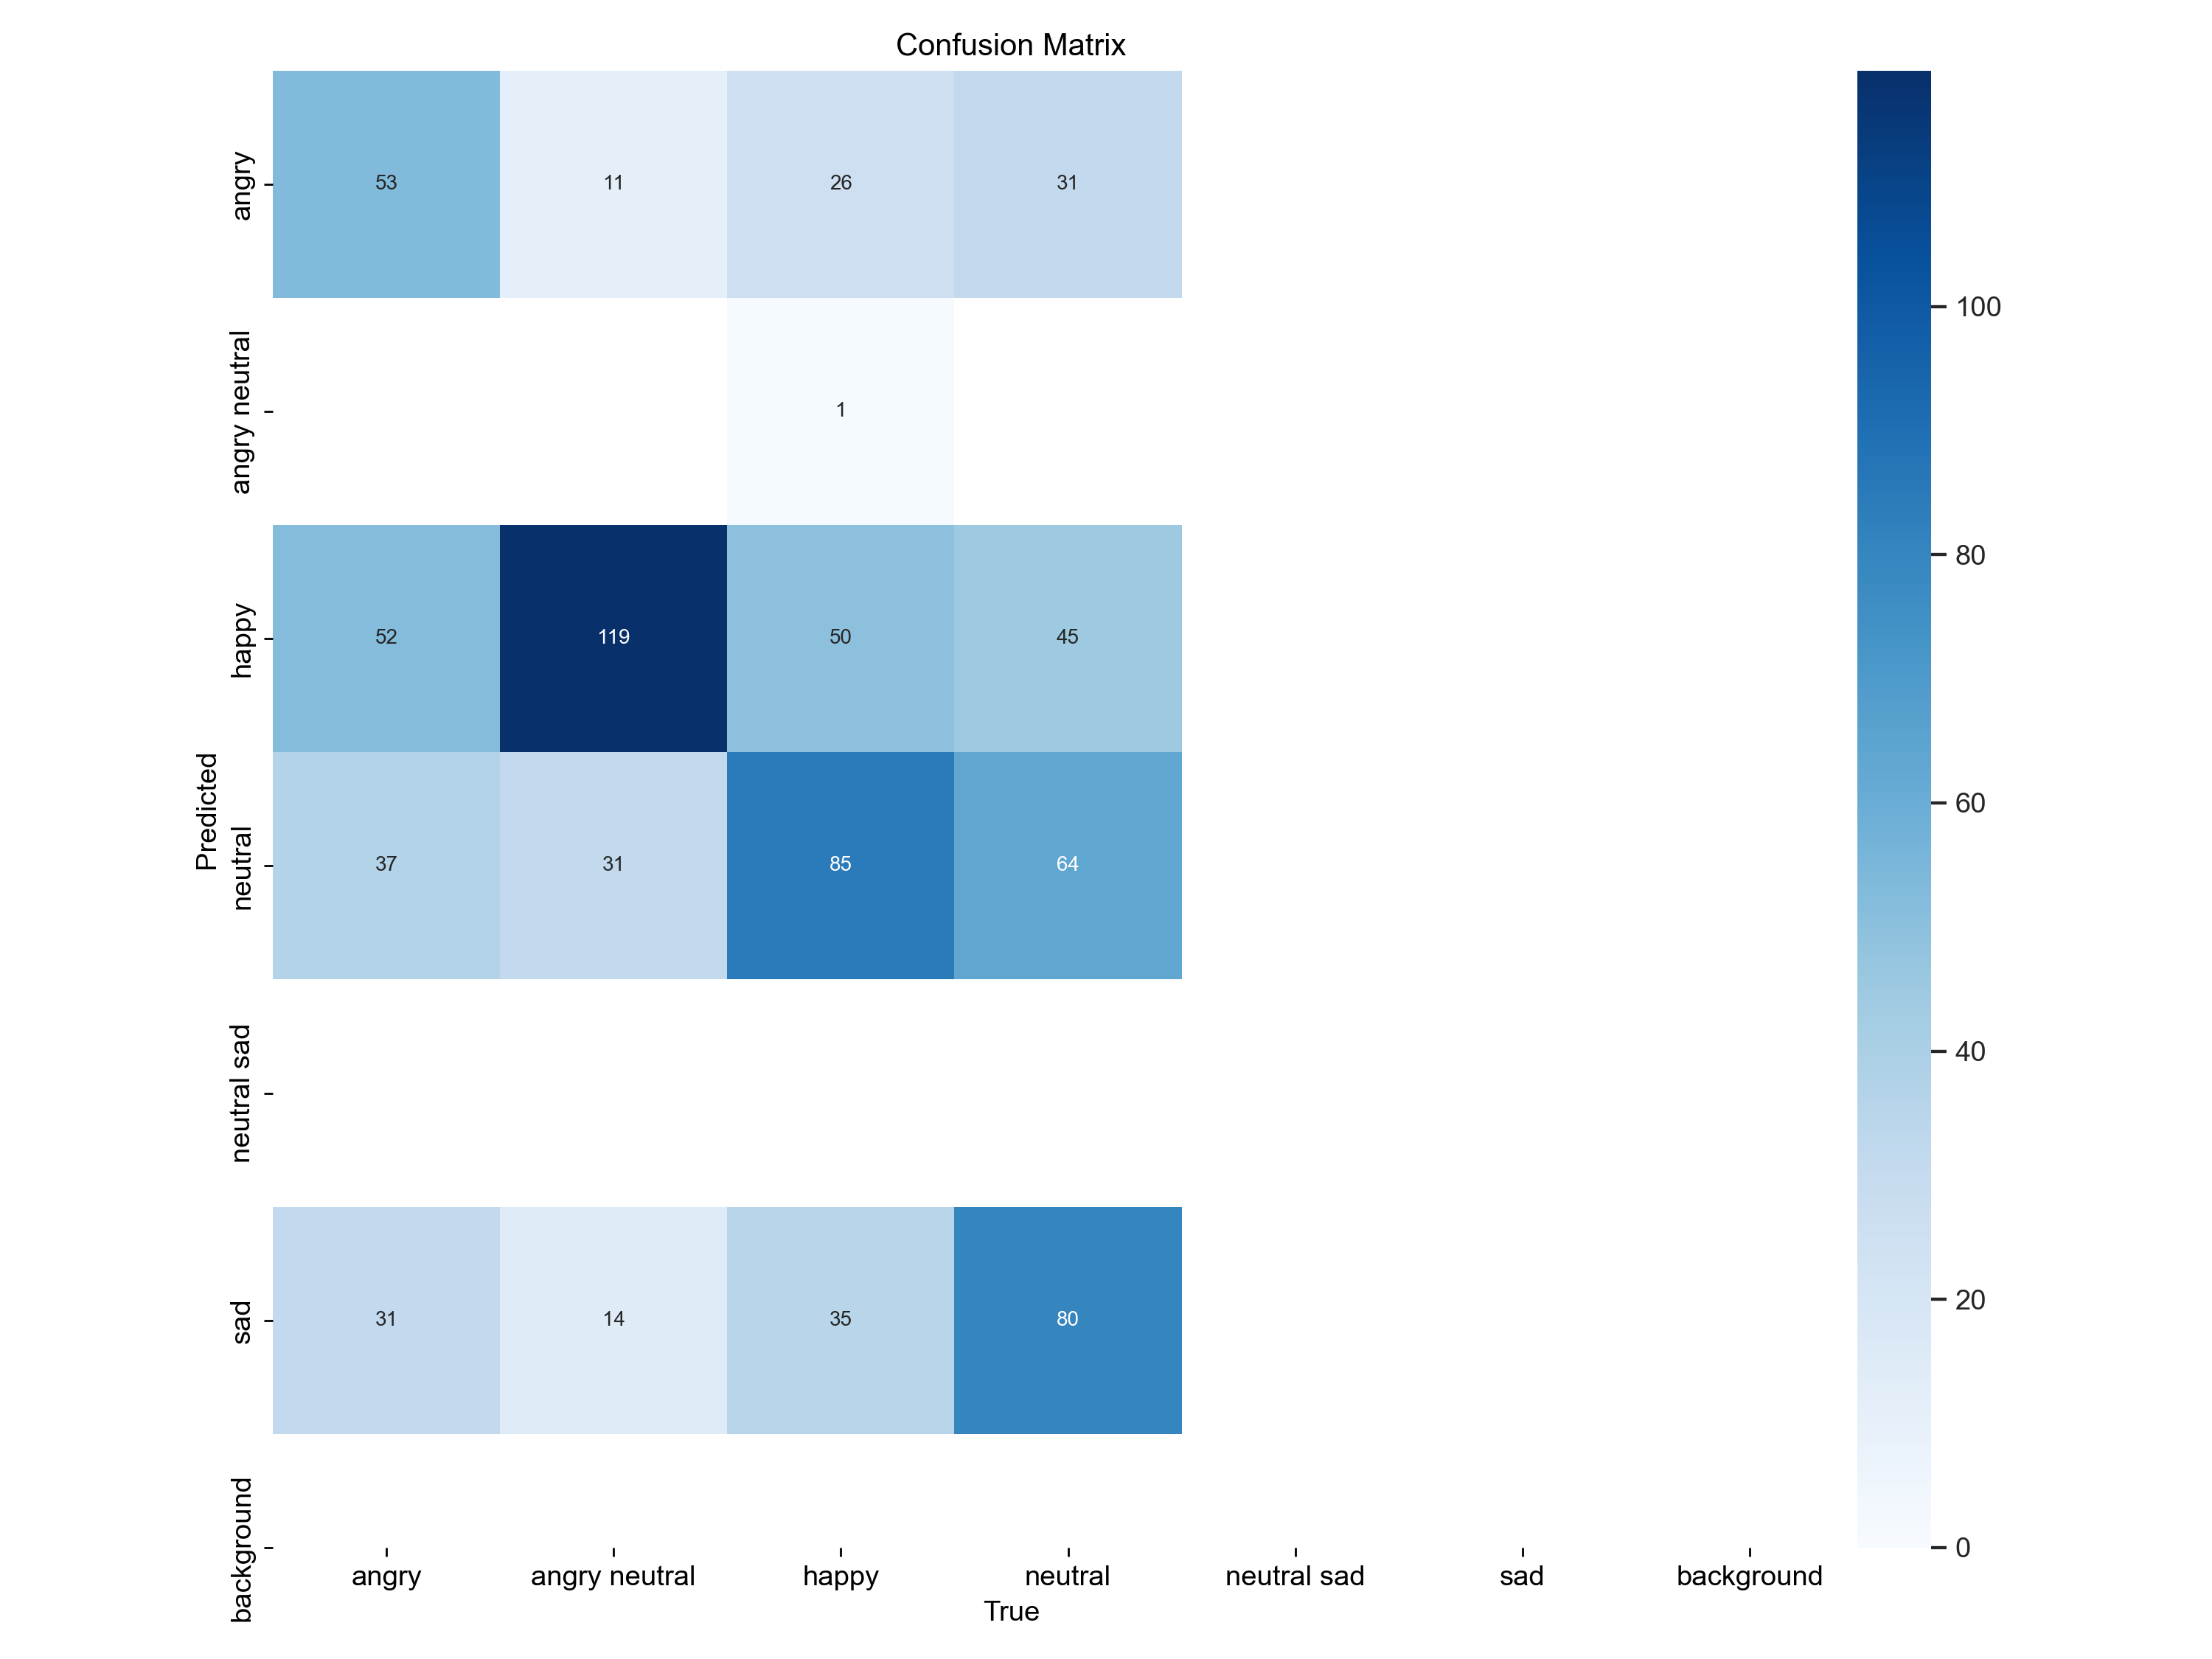 Confusion Matrix
angry
53 11 26 31
angry neutral
1
happy
52 119 50 45
Predicted
neutral
37 31 85 64
neutral sad
sad
31 14 35 80
background
angry angry neutral happy neutral neutral sad sad background
True
100
80
60
40
20
0